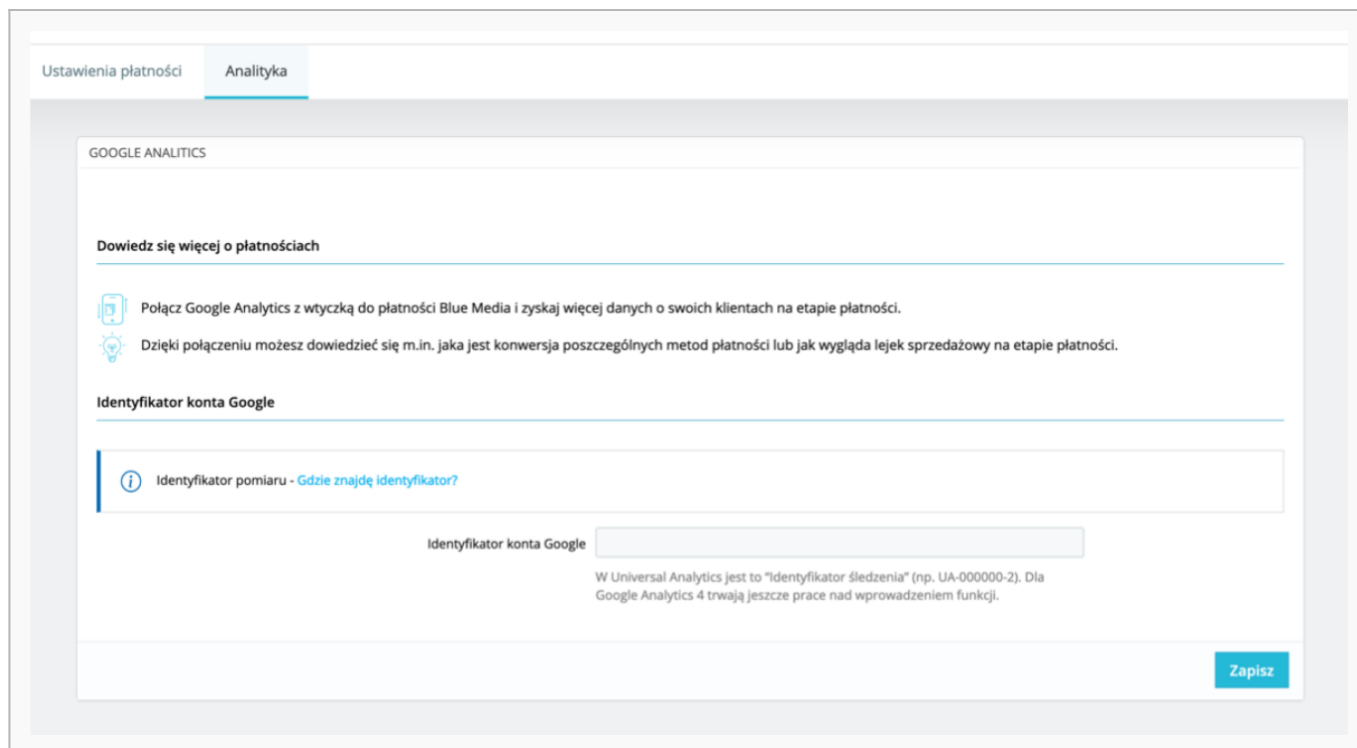 Ustawienia płatności
Analityka
GOOGLE ANALITICS
Dowiedz się więcej o płatnościach
Połącz Google Analytics z wtyczką do płatności Blue Media i zyskaj więcej danych o swoich klientach na etapie płatności.
Dzięki połączeniu możesz dowiedzieć się m.in. jaka jest konwersja poszczególnych metod płatności lub jak wygląda lejek sprzedażowy na etapie płatności.
Identyfikator konta Google
Identyfikator pomiaru - Gdzie znajdę identyfikator?
Identyfikator konta Google
W Universal Analytics jest to "Identyfikator śledzenia" (np. UA-000000-2). Dla
Google Analytics 4 trwają jeszcze prace nad wprowadzeniem funkcji.
Zapisz